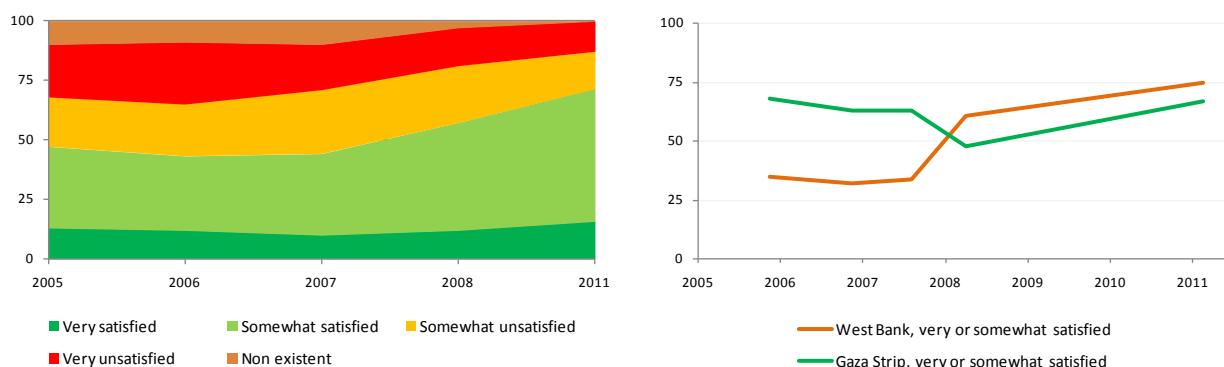 100
75
50
25
0
2005 2006 2007 2008 2011
Very satisfied Somewhat satisfied Somewhat unsatisfied
Very unsatisfied Non existent
100
75
50
25
0
2005 2006 2007 2008 2009 2010 2011
West Bank, very or somewhat satisfied
Gaza Strip, very or somewhat satisfied